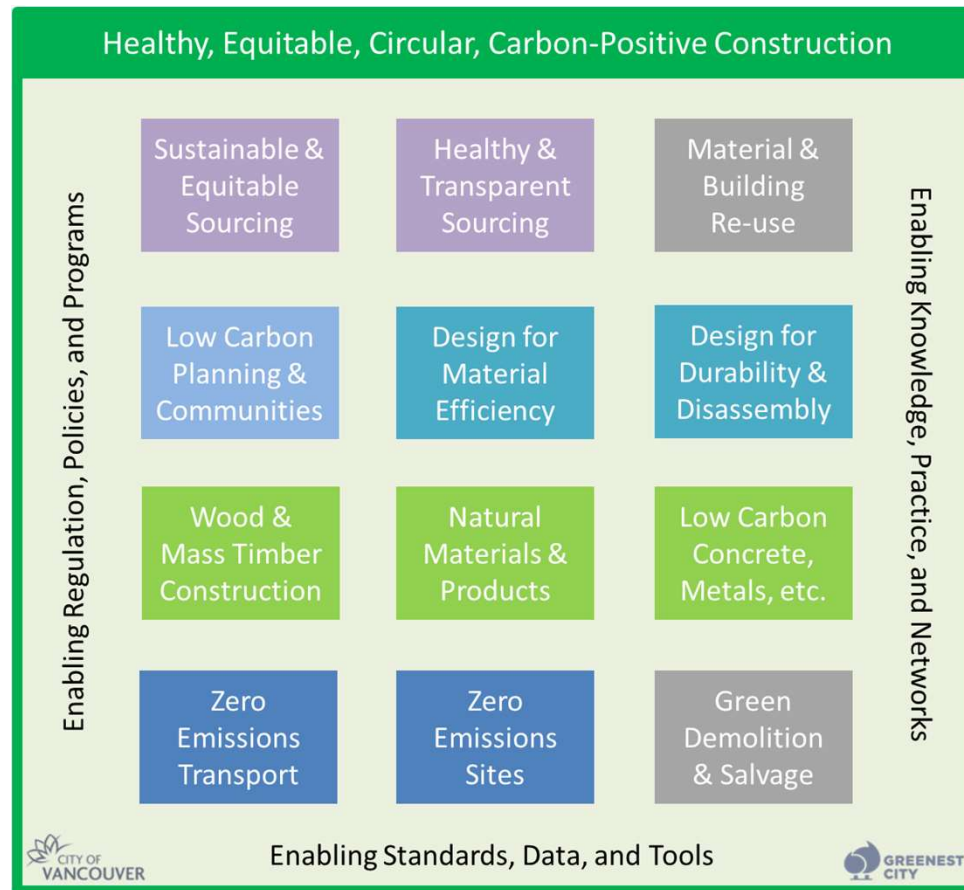 Healthy, Equitable, Circular, Carbon-Positive Construction
Enabling Regulation, Policies, and Programs
Sustainable &
Equitable
Sourcing
Healthy &
Transparent
Sourcing
Material &
Building
Re-use
Low Carbon
Planning &
Communities
Design for
Material
Efficiency
Design for
Durability &
Disassembly
Wood &
Mass Timber
Construction
Natural
Materials &
Products
Low Carbon
Concrete,
Metals, etc.
Zero
Emissions
Transport
Zero
Emissions
Sites
Green
Demolition
& Salvage
Enabling Knowledge, Practice, and Networks
CITY OF
VANCOUVER
Enabling Standards, Data, and Tools
GREENEST
CITY